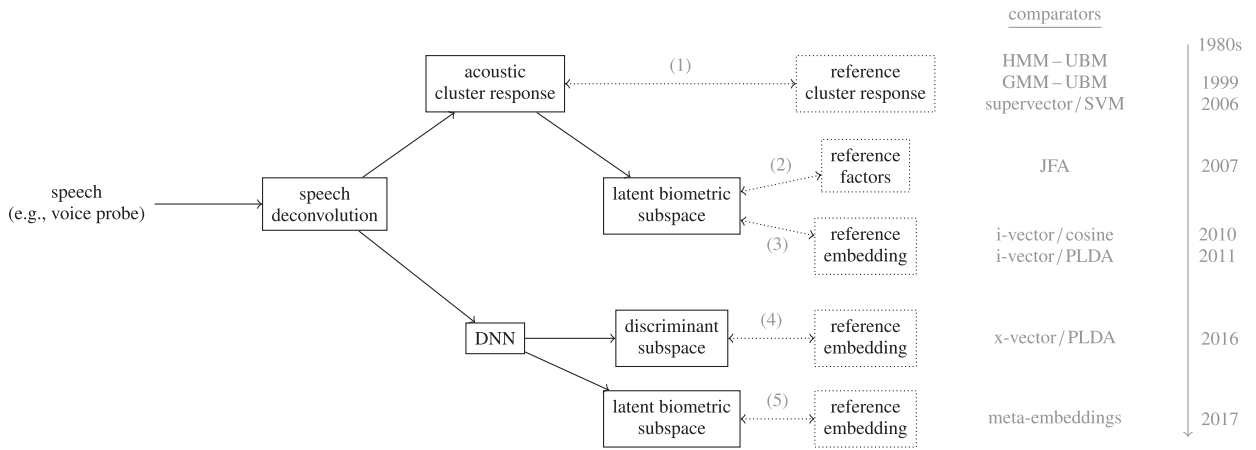 comparators
1980s
acoustic
cluster response
(1)
reference
cluster response
HMM – UBM
GMM – UBM
1999
supervector / SVM
2006
speech
(e.g., voice probe)
speech
deconvolution
latent biometric
subspace
(2)
reference
factors
JFA
2007
(3)
reference
embedding
i-vector / cosine
2010
i-vector / PLDA
2011
DNN
discriminant
subspace
(4)
reference
embedding
x-vector / PLDA
2016
latent biometric
subspace
(5)
reference
embedding
meta-embeddings
2017